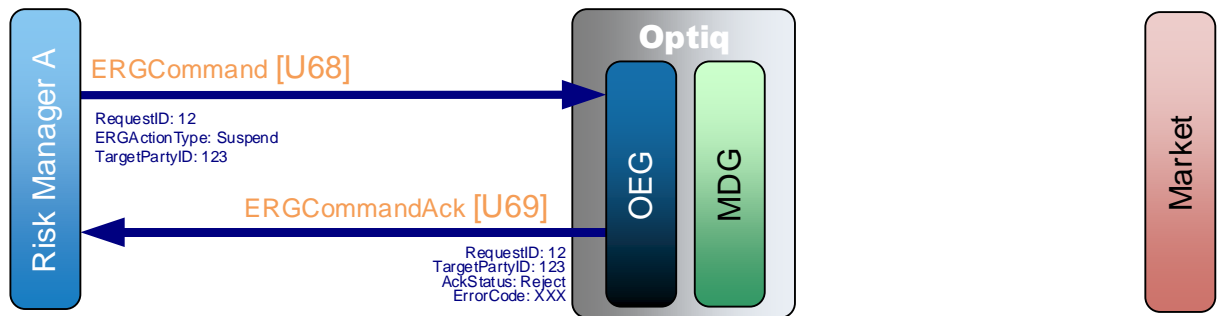 Risk Manager A
ERGCommand [U68]
RequestID: 12
ERGActionType: Suspend
TargetPartyID: 123
ERGCommandAck [U69]
RequestID: 12
TargetPartyID: 123
AckStatus: Reject
ErrorCode: XXX
Optiq
OEG
MDG
Market